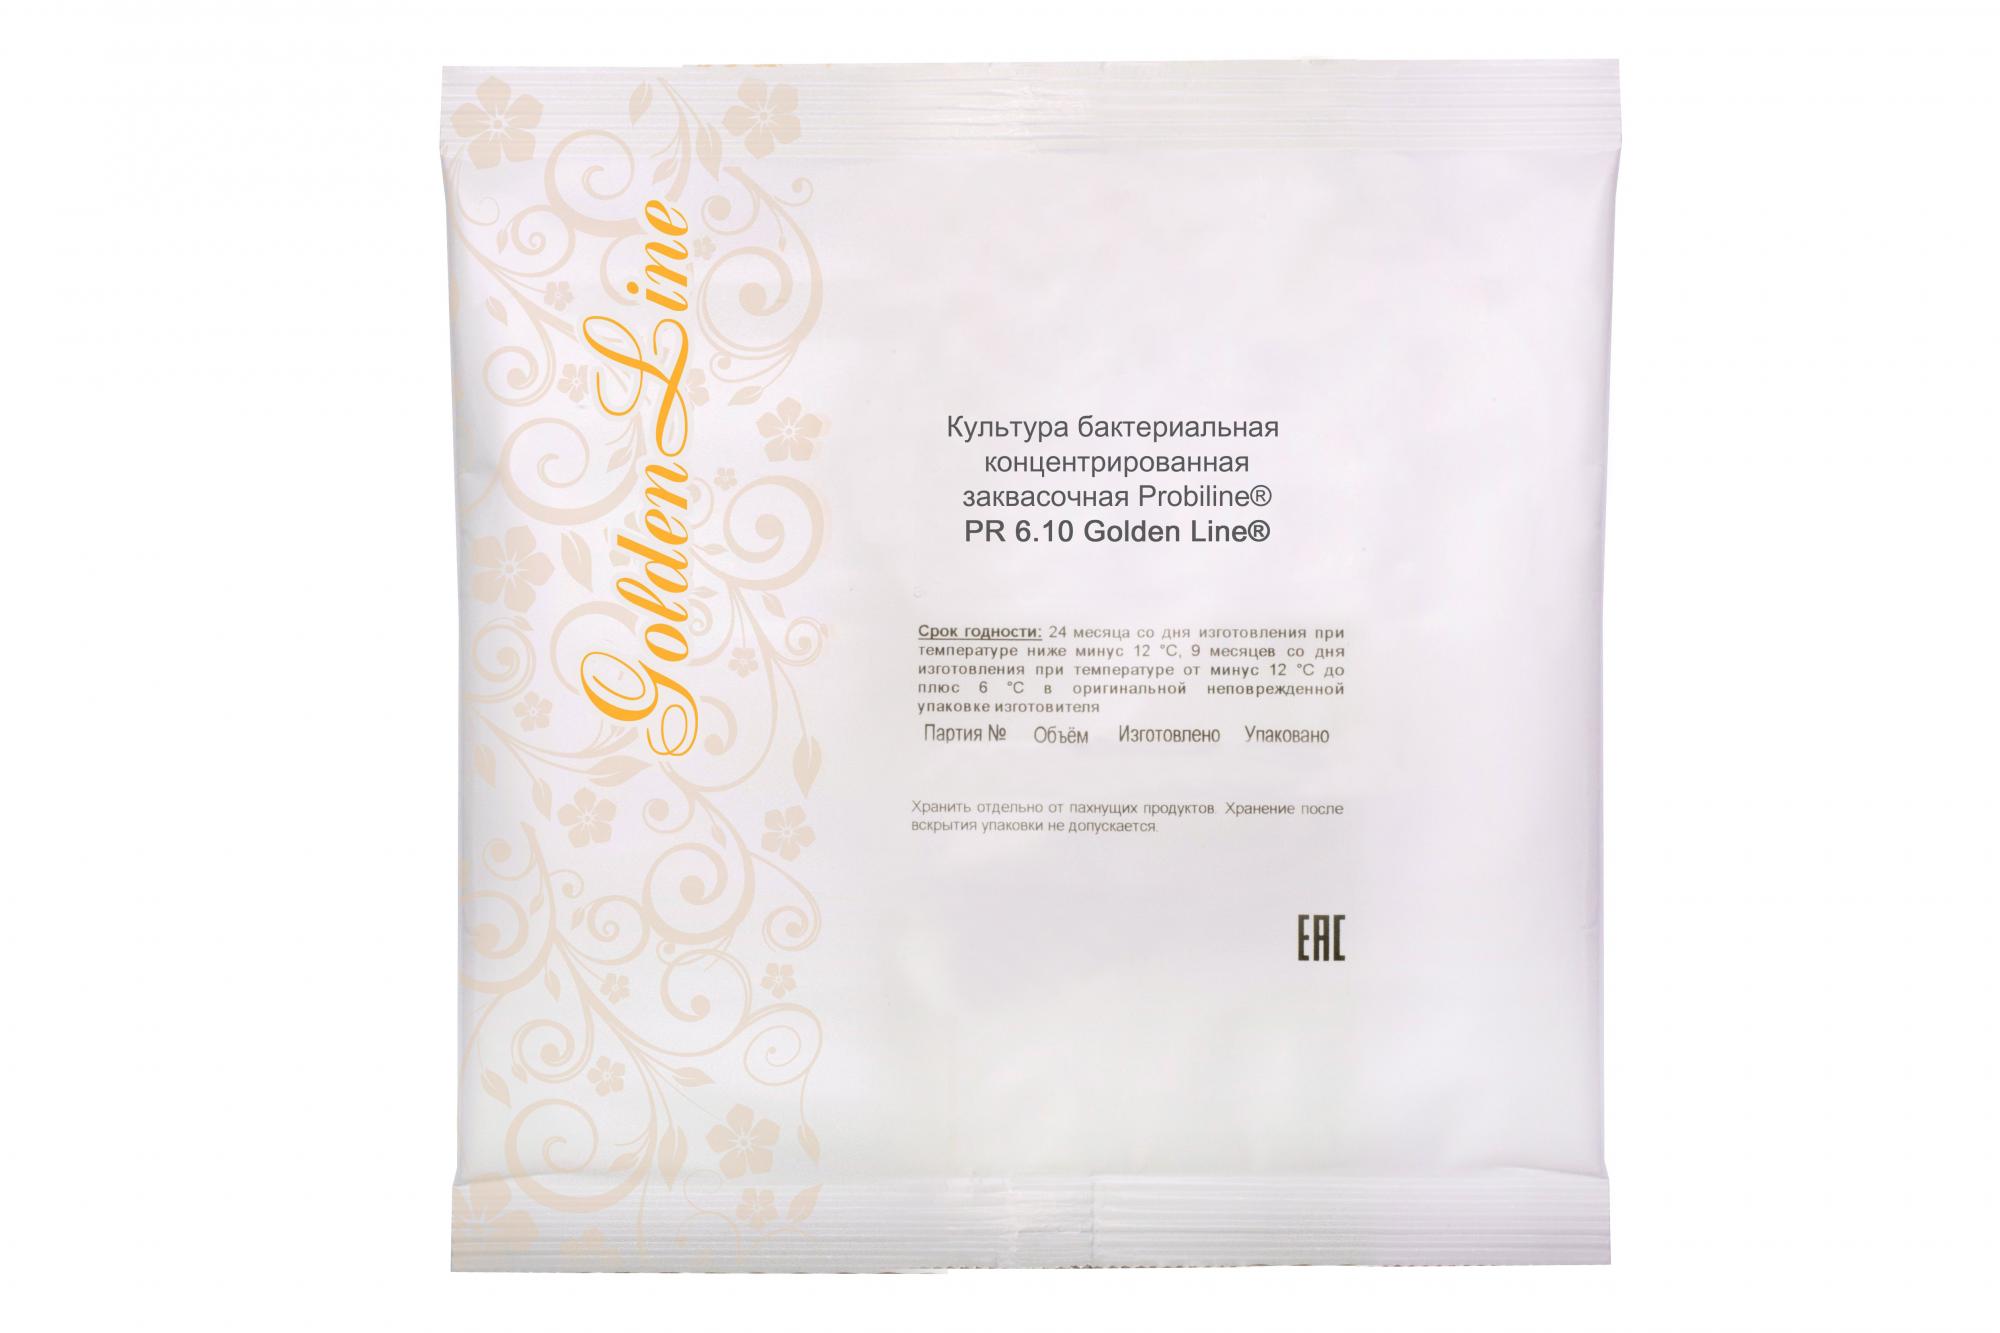 Golden Line
Культура бактериальная
концентрированная
заквасочная Probiline®
PR 6.10 Golden Line®
Срок годности: 24 месяца со дня изготовления при
температуре ниже минус 12 °С, 9 месяцев со дня
изготовления при температуре от минус 12 °С до
плюс 6 °С в оригинальной неповрежденной
упаковке изготовителя
Партия № Объём Изготовлено Упаковано
Хранить отдельно от пахнущих продуктов. Хранение после
вскрытия упаковки не допускается.
ЕАС